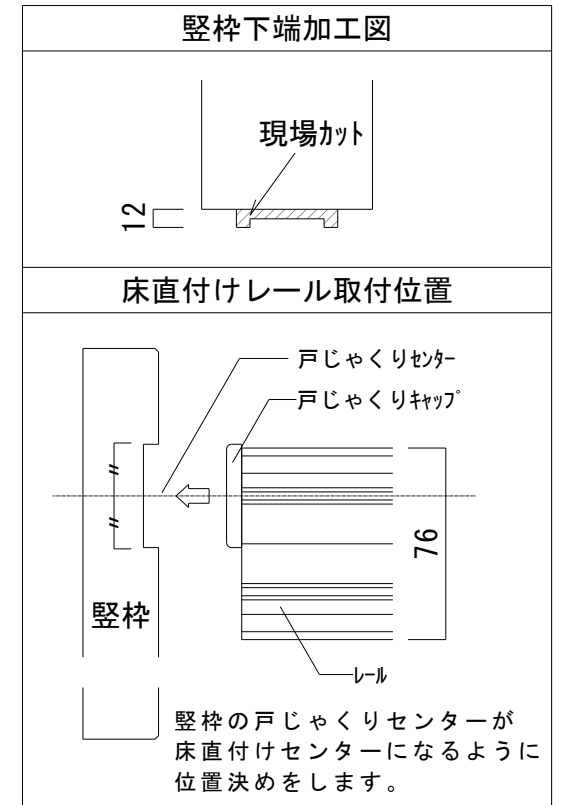 竪枠下端加工図
現場ｶｯﾄ
12
床直付けレール取付位置
戸じゃくりｾﾝﾀｰ
戸じゃくりｷｬｯﾌﾟ
〃
〃
76
竪枠
ﾚｰﾙ
竪枠の戸じゃくりセンターが
床直付けセンターになるように
位置決めをします。